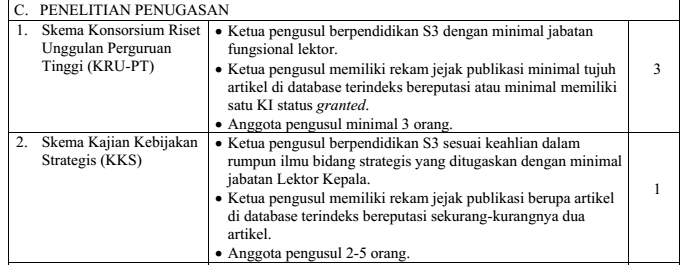 C. PENELITIAN PENUGASAN
1. Skema Konsorsium Riset Unggulan Perguruan Tinggi (KRU-PT)
• Ketua pengusul berpendidikan S3 dengan minimal jabatan
fungsional lektor.
• Ketua pengusul memiliki rekam jejak publikasi minimal tujuh
artikel di database terindeks bereputasi atau minimal memiliki
satu KI status granted.
• Anggota pengusul minimal 3 orang.
3
2. Skema Kajian Kebijakan
Strategis (KKS)
• Ketua pengusul berpendidikan S3 sesuai keahlian dalam
rumpun ilmu bidang strategis yang ditugaskan dengan minimal
jabatan Lektor Kepala.
• Ketua pengusul memiliki rekam jejak publikasi berupa artikel
di database terindeks bereputasi sekurang-kurangnya dua
artikel.
• Anggota pengusul 2-5 orang.
1